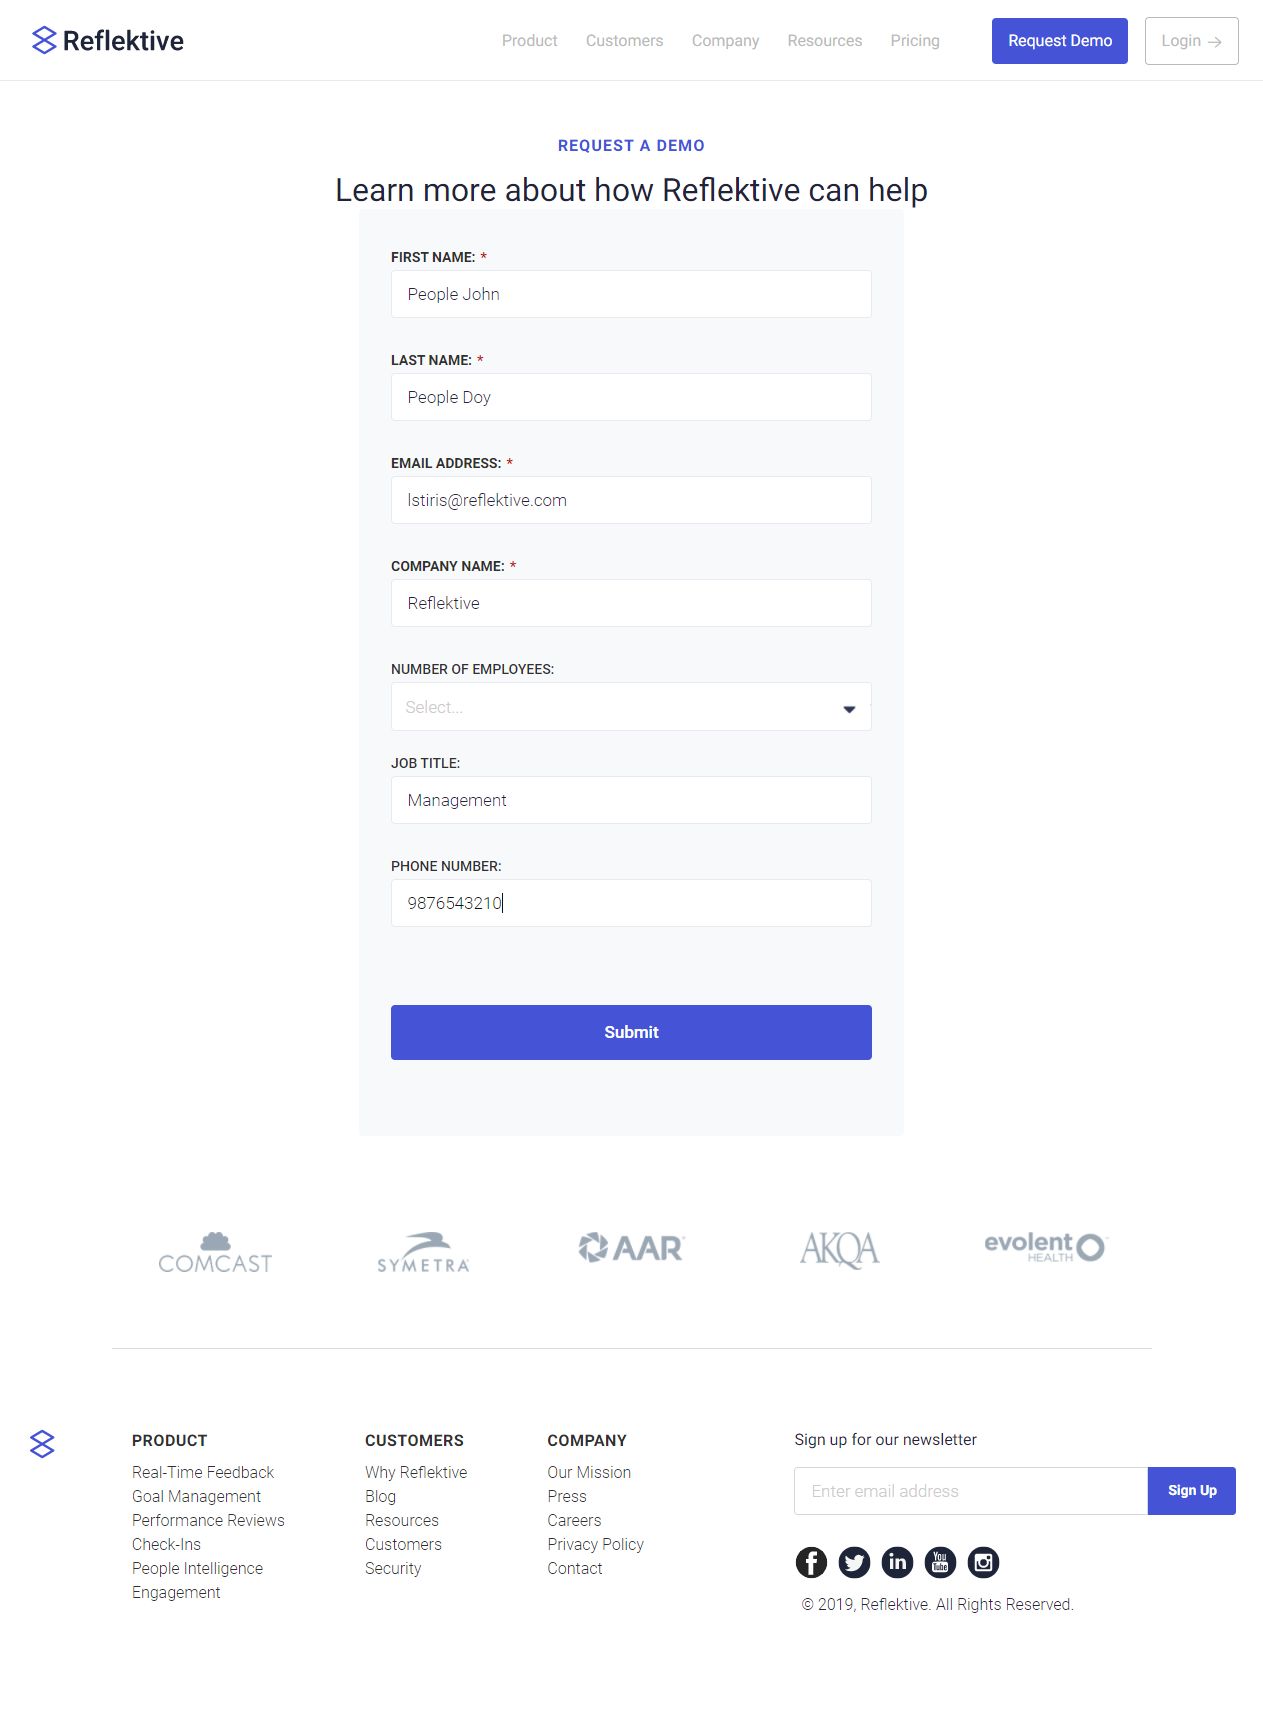 Reflektive
Product Customers Company Resources Pricing Request Demo Login →
REQUEST A DEMO
Learn more about how Reflektive can help
FIRST NAME: *
People John
LAST NAME: *
People Doy
EMAIL ADDRESS: *
lstiris@reflektive.com
COMPANY NAME: *
Reflektive
NUMBER OF EMPLOYEES:
Select...
JOB TITLE:
Management
PHONE NUMBER:
9876543210
Submit
COMCAST SYMETRA AAR AKQA evolent HEALTH
PRODUCT
Real-Time Feedback
Goal Management
Performance Reviews
Check-Ins
People Intelligence
Engagement
CUSTOMERS
Why Reflektive
Blog
Resources
Customers
Security
COMPANY
Our Mission
Press
Careers
Privacy Policy
Contact
Sign up for our newsletter
Enter email address Sign Up
You Tube
© 2019, Reflektive. All Rights Reserved.